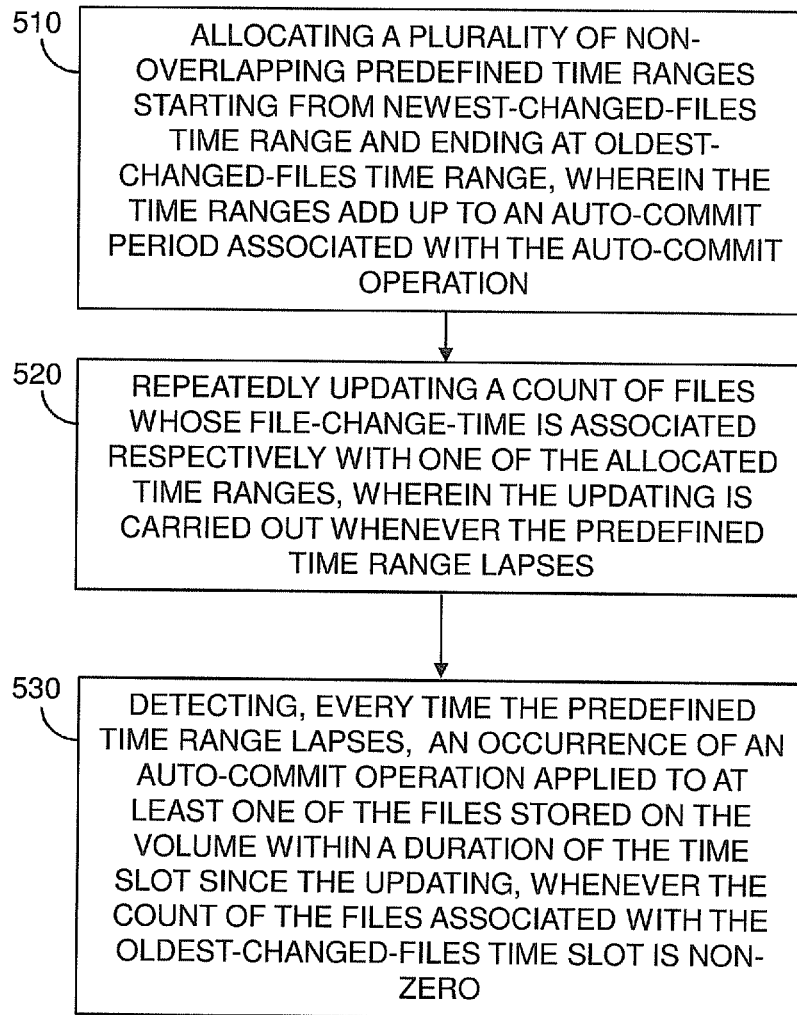 510
ALLOCATING A PLURALITY OF NON-
OVERLAPPING PREDEFINED TIME RANGES
STARTING FROM NEWEST-CHANGED-FILES
TIME RANGE AND ENDING AT OLDEST-
CHANGED-FILES TIME RANGE, WHEREIN THE
TIME RANGES ADD UP TO AN AUTO-COMMIT
PERIOD ASSOCIATED WITH THE AUTO-COMMIT
OPERATION
520
REPEATEDLY UPDATING A COUNT OF FILES
WHOSE FILE-CHANGE-TIME IS ASSOCIATED
RESPECTIVELY WITH ONE OF THE ALLOCATED
TIME RANGES, WHEREIN THE UPDATING IS
CARRIED OUT WHENEVER THE PREDEFINED
TIME RANGE LAPSES
530
DETECTING, EVERY TIME THE PREDEFINED
TIME RANGE LAPSES, AN OCCURRENCE OF AN
AUTO-COMMIT OPERATION APPLIED TO AT
LEAST ONE OF THE FILES STORED ON THE
VOLUME WITHIN A DURATION OF THE TIME
SLOT SINCE THE UPDATING, WHENEVER THE
COUNT OF THE FILES ASSOCIATED WITH THE
OLDEST-CHANGED-FILES TIME SLOT IS NON-
ZERO